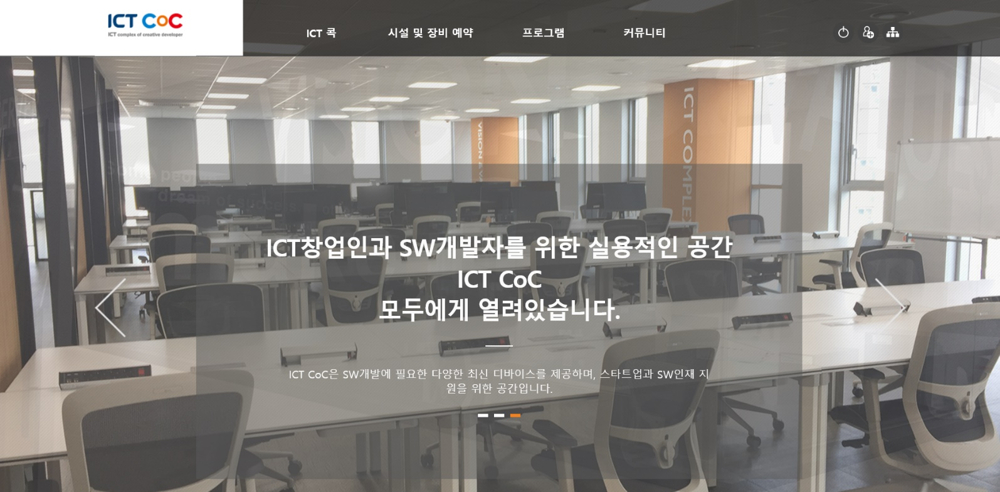 ICT CoC
ICT complex of creative developer
ICT 콕
시설 및 장비 예약
프로그램
커뮤니티
VISION & V
ICT COMPLEX
dream of success
ICT창업인과 SW개발자를 위한 실용적인 공간
ICT CoC
모두에게 열려있습니다.
ICT CoC은 SW개발에 필요한 다양한 최신 디바이스를 제공하며, 스타트업과 SW인재 지
원을 위한 공간입니다.